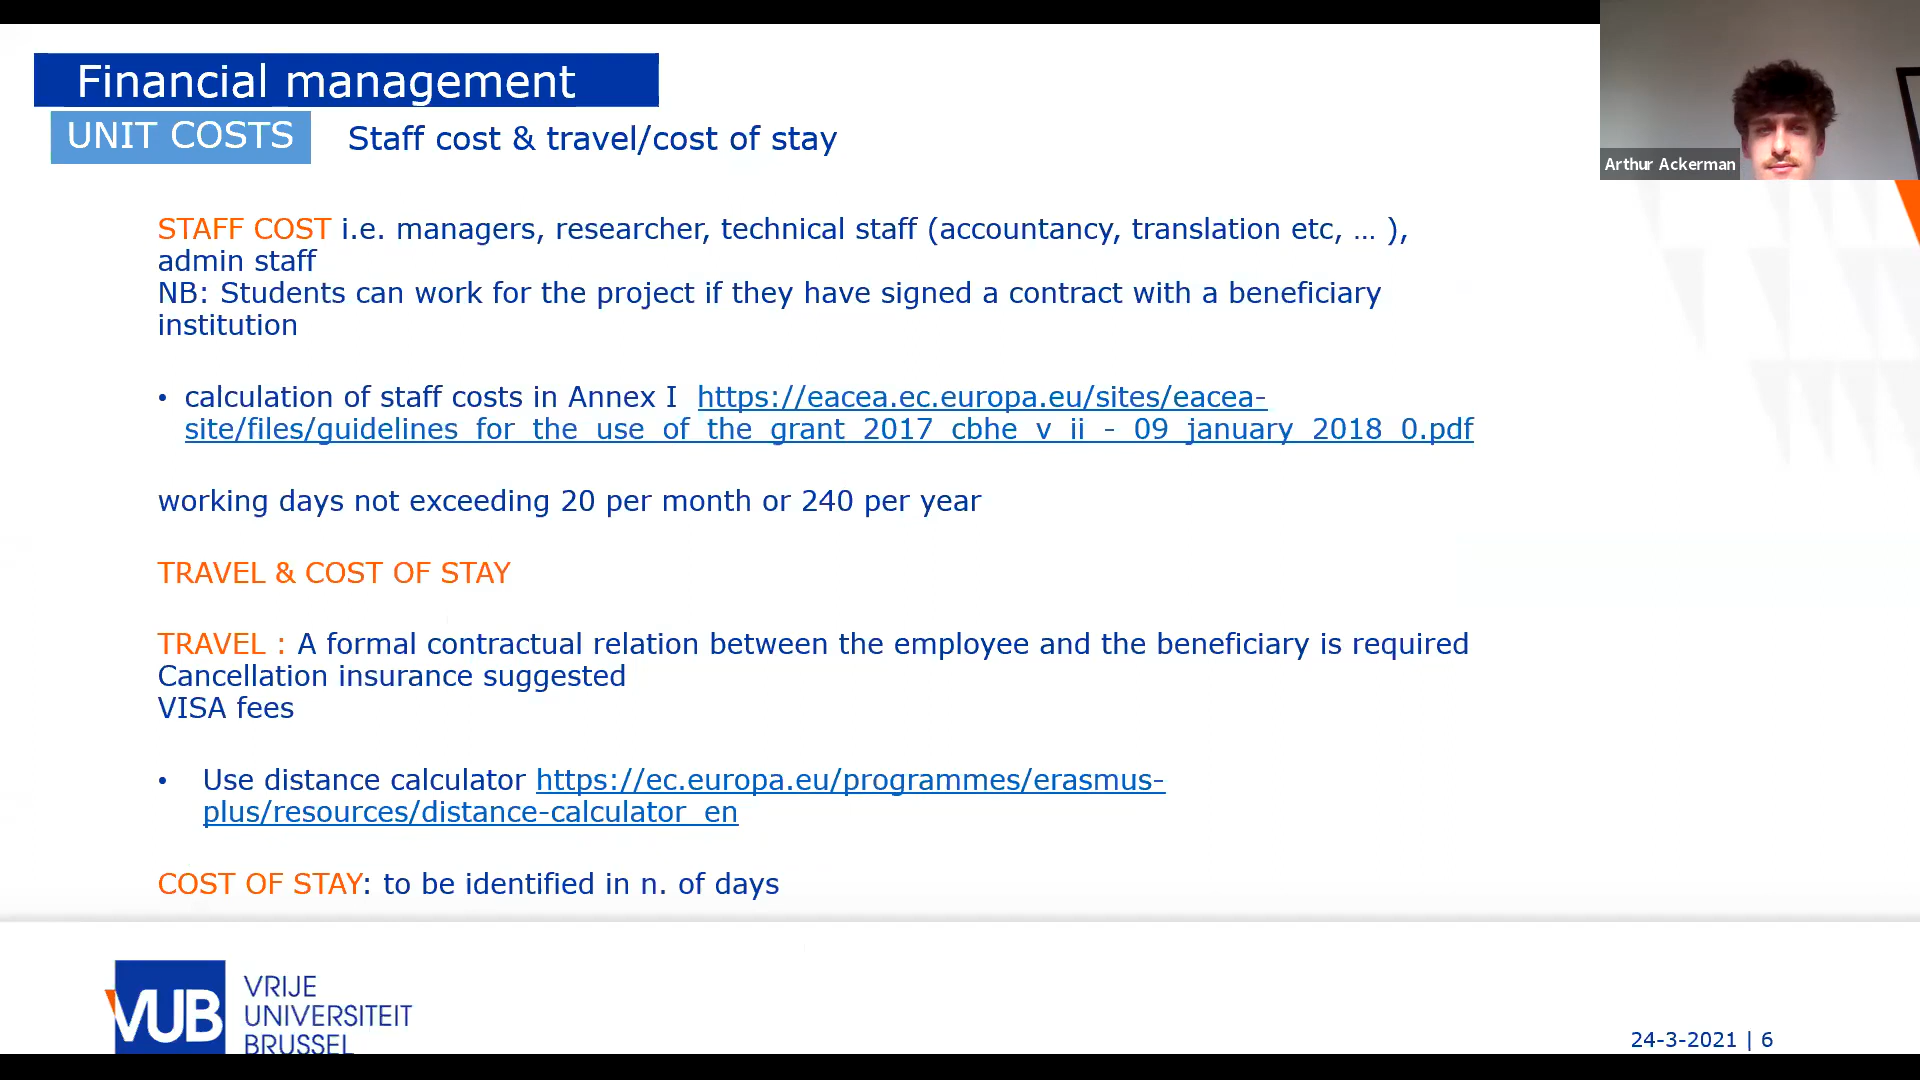 Financial management
UNIT COSTS
Staff cost & travel/cost of stay
Arthur Ackerman
STAFF COST i.e. managers, researcher, technical staff (accountancy, translation etc, ... ),
admin staff
NB: Students can work for the project if they have signed a contract with a beneficiary
institution
• calculation of staff costs in Annex I https://eacea.ec.europa.eu/sites/eacea-
site/files/guidelines_for_the_use_of_the_grant_2017_cbhe_v_ii_-_09_january_2018_0.pdf
working days not exceeding 20 per month or 240 per year
TRAVEL & COST OF STAY
TRAVEL : A formal contractual relation between the employee and the beneficiary is required
Cancellation insurance suggested
VISA fees
• Use distance calculator https://ec.europa.eu/programmes/erasmus-
plus/resources/distance-calculator_en
COST OF STAY: to be identified in n. of days
VUB
VRIJE
UNIVERSITEIT
BRUSSEL
24-3-2021 | 6